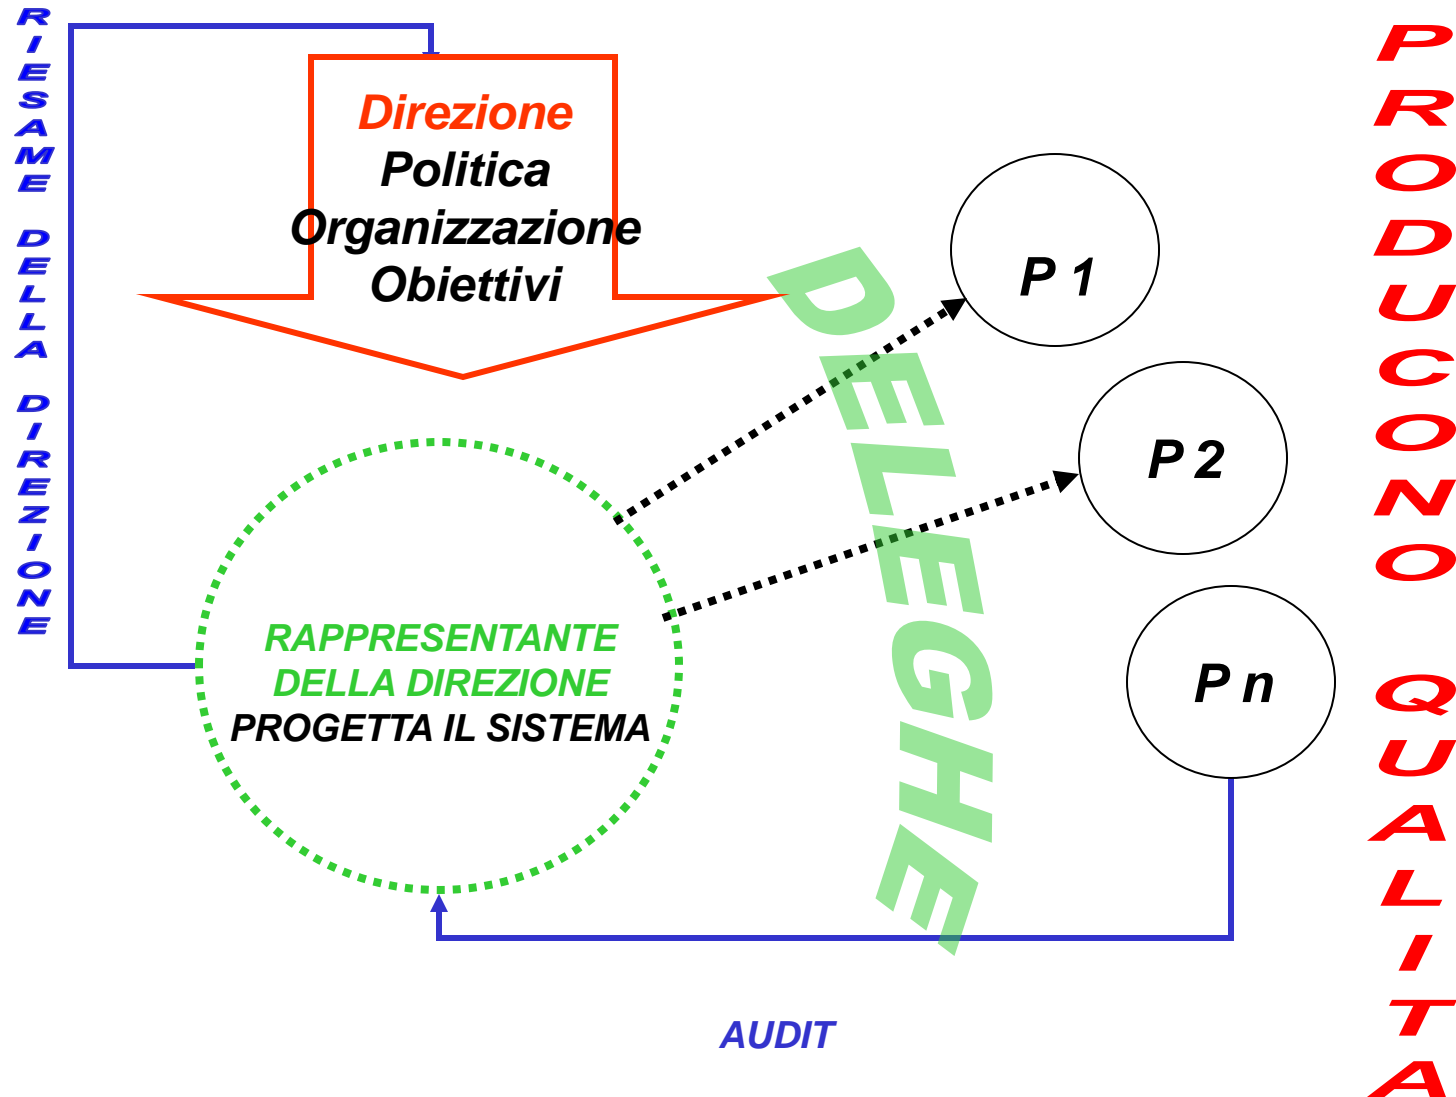 RIESAME DELLA DIREZIONE
Direzione
Politica
Organizzazione
Obiettivi
P 1
P 2
P n
DELEGHE
RAPPRESENTANTE
DELLA DIREZIONE
PROGETTA IL SISTEMA
AUDIT
PRODUCONO QUALITA